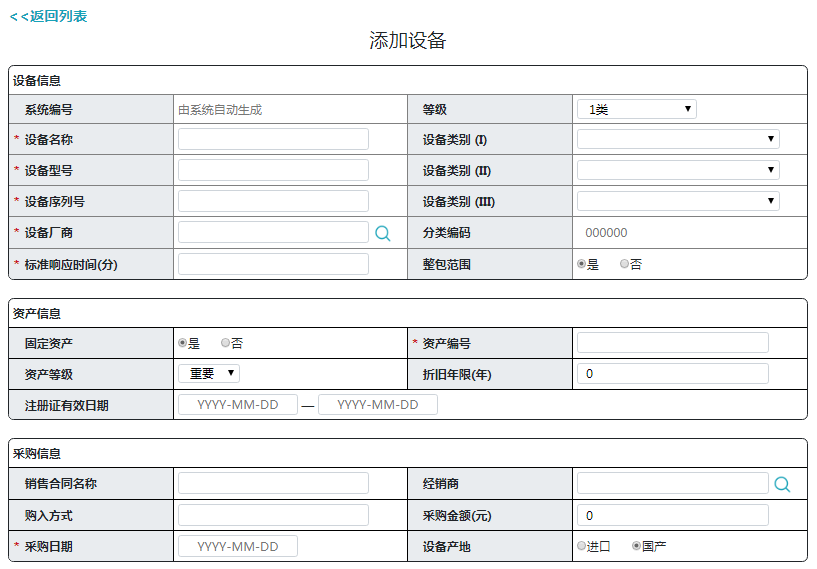 <<返回列表
添加设备
设备信息
系统编号 由系统自动生成 等级 1类
* 设备名称 设备类别 (I)
* 设备型号 设备类别 (II)
* 设备序列号 设备类别 (III)
* 设备厂商 分类编码 000000
* 标准响应时间(分) 整包范围 是 否
资产信息
固定资产 是 否 * 资产编号
资产等级 重要 折旧年限(年) 0
注册证有效日期 YYYY-MM-DD — YYYY-MM-DD
采购信息
销售合同名称 经销商
购入方式 采购金额(元) 0
* 采购日期 YYYY-MM-DD 设备产地 进口 国产